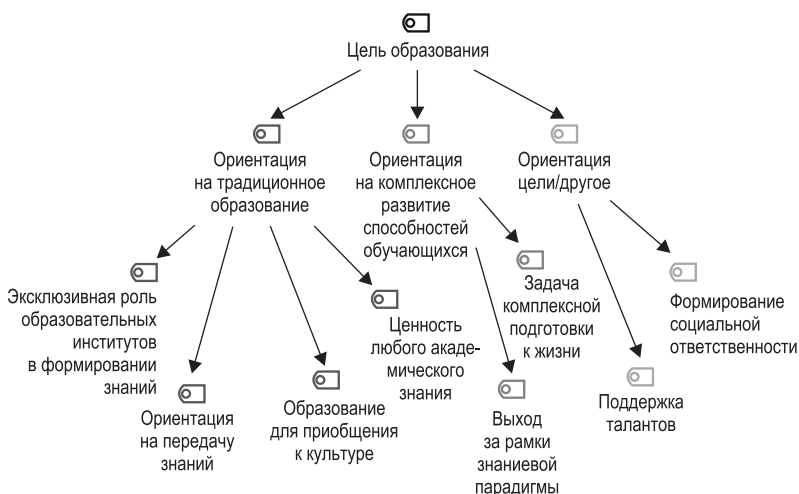 Цель образования
Ориентация
на традиционное
образование
Ориентация
на комплексное
развитие
способностей
обучающихся
Ориентация
цели/другое
Эксклюзивная роль
образовательных
институтов
в формировании
знаний
Ориентация
на передачу
знаний
Образование
для приобщения
к культуре
Ценность
любого акаде-
мического
знания
Задача
комплексной
подготовки
к жизни
Выход
за рамки
знаниевой
парадигмы
Поддержка
талантов
Формирование
социальной
ответственности